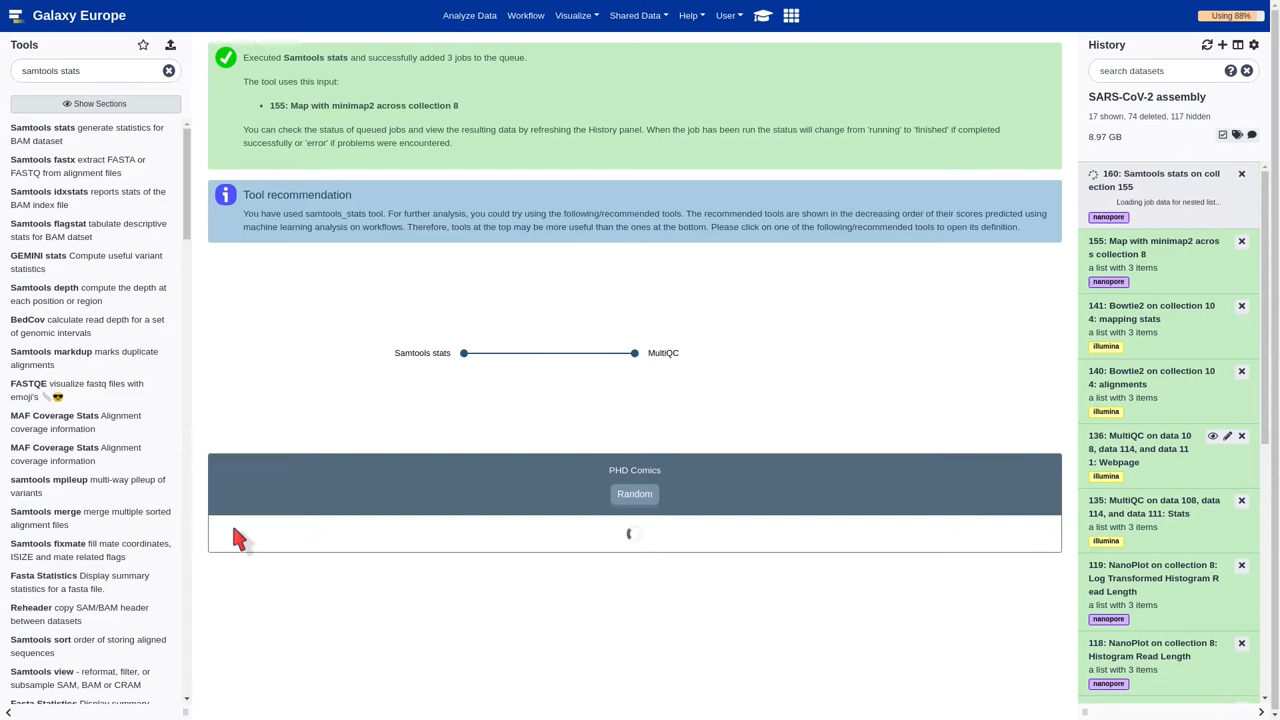 Galaxy Europe
Analyze Data
Workflow
Visualize
Shared Data
Help
User
Using 88%
Tools
samtools stats
Show Sections
Samtools stats generate statistics for
BAM dataset
Samtools fastx extract FASTA or
FASTQ from alignment files
Samtools idxstats reports stats of the
BAM index file
Samtools flagstat tabulate descriptive
stats for BAM datset
GEMINI stats Compute useful variant
statistics
Samtools depth compute the depth at
each position or region
BedCov calculate read depth for a set
of genomic intervals
Samtools markdup marks duplicate
alignments
FASTQE visualize fastq files with
emoji's 🧬😎
MAF Coverage Stats Alignment
coverage information
MAF Coverage Stats Alignment
coverage information
samtools mpileup multi-way pileup of
variants
Samtools merge merge multiple sorted
alignment files
Samtools fixmate fill mate coordinates,
ISIZE and mate related flags
Fasta Statistics Display summary
statistics for a fasta file.
Reheader copy SAM/BAM header
between datasets
Samtools sort order of storing aligned
sequences
Samtools view - reformat, filter, or
subsample SAM, BAM or CRAM
Fasta Statistics Display summary
Executed Samtools stats and successfully added 3 jobs to the queue.
The tool uses this input:
• 155: Map with minimap2 across collection 8
You can check the status of queued jobs and view the resulting data by refreshing the History panel. When the job has been run the status will change from 'running' to 'finished' if completed
successfully or 'error' if problems were encountered.
Tool recommendation
You have used samtools_stats tool. For further analysis, you could try using the following/recommended tools. The recommended tools are shown in the decreasing order of their scores predicted using
machine learning analysis on workflows. Therefore, tools at the top may be more useful than the ones at the bottom. Please click on one of the following/recommended tools to open its definition.
Samtools stats
MultiQC
PHD Comics
Random
History
search datasets
SARS-CoV-2 assembly
17 shown, 74 deleted, 117 hidden
8.97 GB
160: Samtools stats on coll
ection 155
Loading job data for nested list...
nanopore
155: Map with minimap2 acros
s collection 8
a list with 3 items
nanopore
141: Bowtie2 on collection 10
4: mapping stats
a list with 3 items
illumina
140: Bowtie2 on collection 10
4: alignments
a list with 3 items
illumina
136: MultiQC on data 10
8, data 114, and data 11
1: Webpage
illumina
135: MultiQC on data 108, data
114, and data 111: Stats
a list with 3 items
illumina
119: NanoPlot on collection 8:
Log Transformed Histogram R
ead Length
a list with 3 items
nanopore
118: NanoPlot on collection 8:
Histogram Read Length
a list with 3 items
nanopore